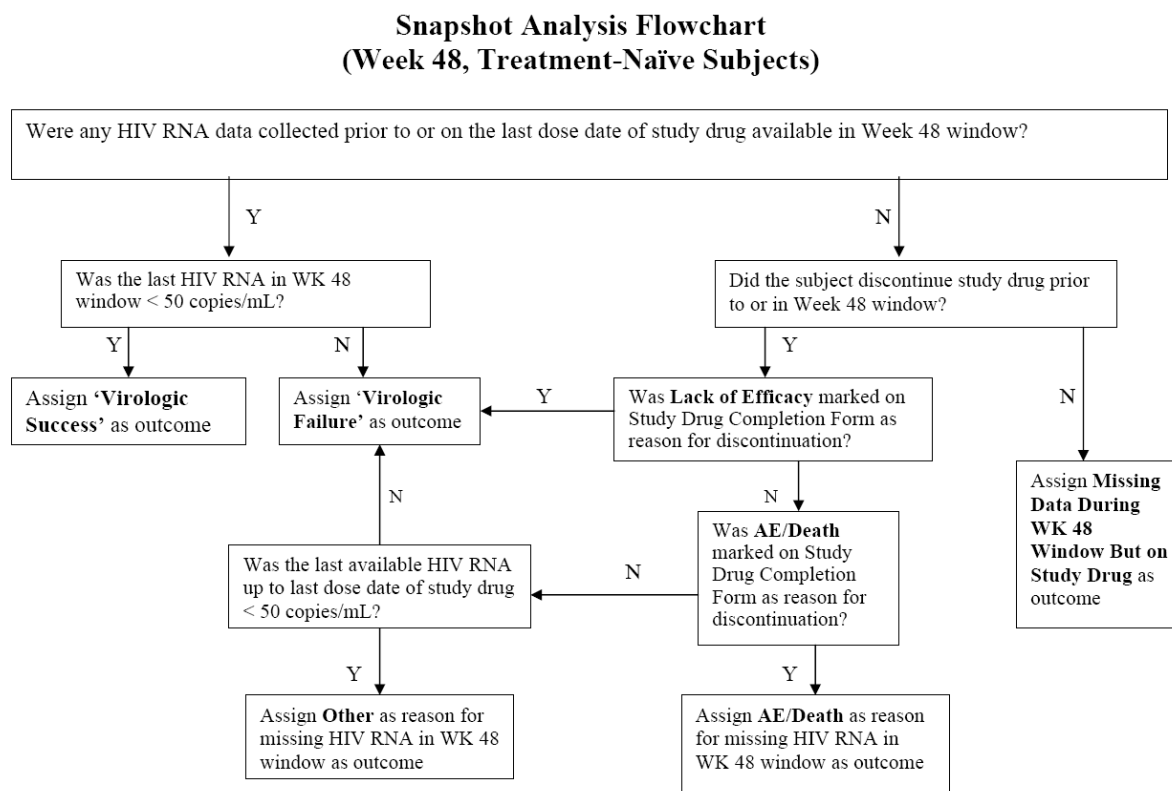 Snapshot Analysis Flowchart
(Week 48, Treatment-Naïve Subjects)
Were any HIV RNA data collected prior to or on the last dose date of study drug available in Week 48 window?
Y
N
Was the last HIV RNA in WK 48
window < 50 copies/mL?
Did the subject discontinue study drug prior
to or in Week 48 window?
Y
N
Y
N
Assign ‘Virologic
Success’ as outcome
Assign ‘Virologic
Failure’ as outcome
Y
Was Lack of Efficacy marked on
Study Drug Completion Form as
reason for discontinuation?
N
N
Assign Missing
Data During
WK 48
Window But on
Study Drug as
outcome
Was the last available HIV RNA
up to last dose date of study drug
< 50 copies/mL?
N
Was AE/Death
marked on Study
Drug Completion
Form as reason for
discontinuation?
Y
Y
Assign Other as reason for
missing HIV RNA in WK 48
window as outcome
Assign AE/Death as reason
for missing HIV RNA in
WK 48 window as outcome